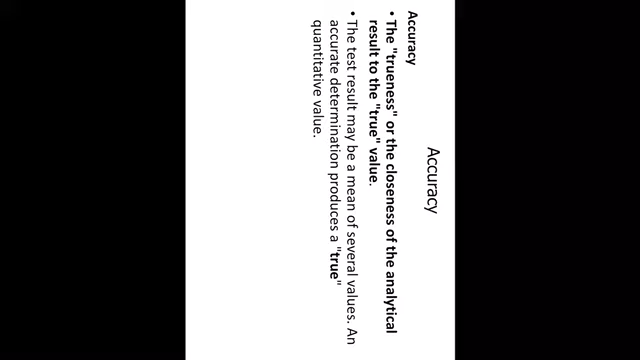 Accuracy
Accuracy
• The "trueness" or the closeness of the analytical
result to the "true" value.
• The test result may be a mean of several values. An
accurate determination produces a "true"
quantitative value.